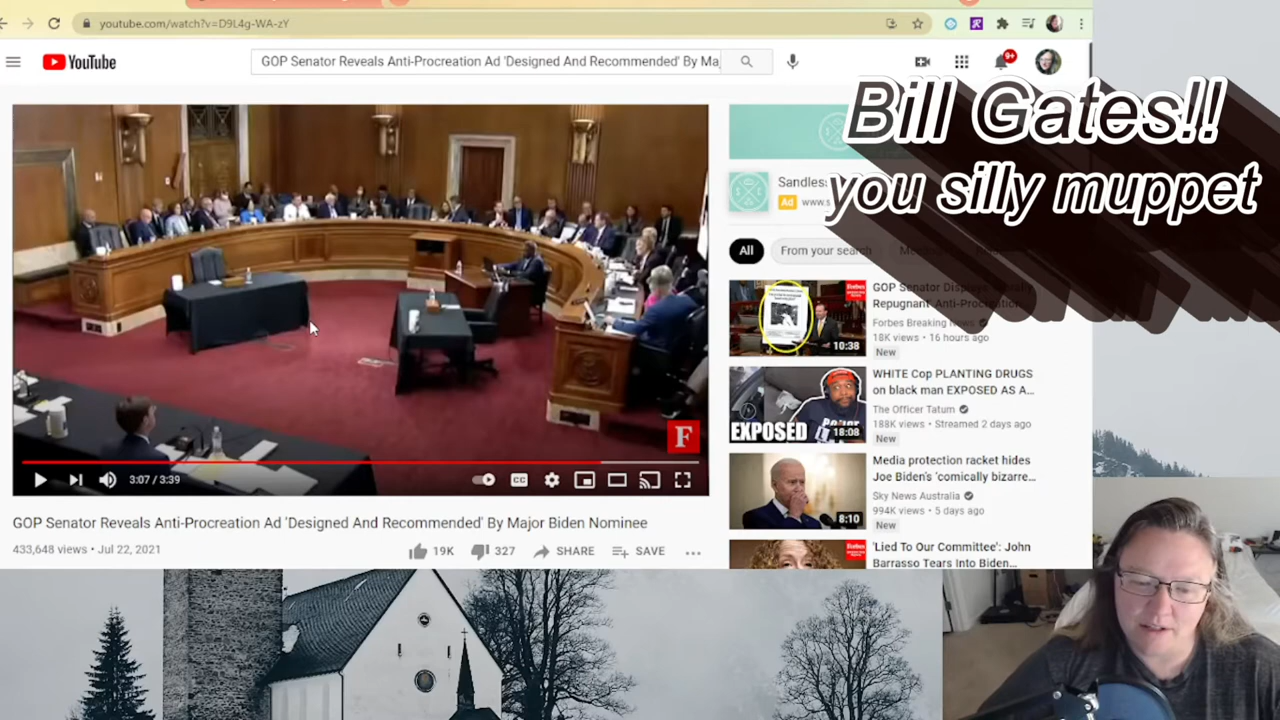 youtube.com/watch?v=D9L4g-WA-zY
YouTube
GOP Senator Reveals Anti-Procreation Ad 'Designed And Recommended' By Ma
9+
Bill Gates!!
you silly muppet
Ad
All
From your search
GOP Senator
Repugnant Anti-Procreation
Forbes Breaking News
18K views • 16 hours ago
New
10:38
WHITE Cop PLANTING DRUGS
on black man EXPOSED AS A...
The Officer Tatum
188K views • Streamed 2 days ago
New
EXPOSED
18:08
Media protection racket hides
Joe Biden's 'comically bizarre...
Sky News Australia
994K views • 5 days ago
New
8:10
'Lied To Our Committee': John
Barrasso Tears Into Biden...
F
3:07 / 3:39
CC
GOP Senator Reveals Anti-Procreation Ad 'Designed And Recommended' By Major Biden Nominee
433,648 views • Jul 22, 2021
19K
327
SHARE
SAVE